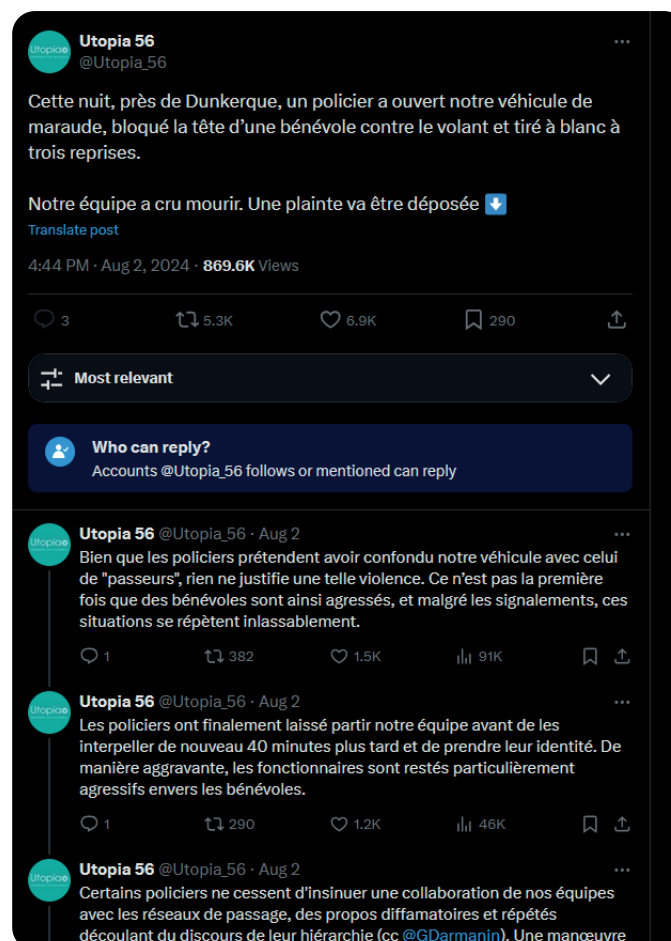 Utopia 56
@Utopia_56
Cette nuit, près de Dunkerque, un policier a ouvert notre véhicule de
maraude, bloqué la tête d’une bénévole contre le volant et tiré à blanc à
trois reprises.
Notre équipe a cru mourir. Une plainte va être déposée ⬇️
Translate post
4:44 PM · Aug 2, 2024 · 869.6K Views
3 5.3K 6.9K 290
Most relevant
Who can reply?
Accounts @Utopia_56 follows or mentioned can reply
Utopia 56 @Utopia_56 · Aug 2
Bien que les policiers prétendent avoir confondu notre véhicule avec celui
de "passeurs", rien ne justifie une telle violence. Ce n’est pas la première
fois que des bénévoles sont ainsi agressés, et malgré les signalements, ces
situations se répètent inlassablement.
1 382 1.5K 91K
Utopia 56 @Utopia_56 · Aug 2
Les policiers ont finalement laissé partir notre équipe avant de les
interpeller de nouveau 40 minutes plus tard et de prendre leur identité. De
manière aggravante, les fonctionnaires sont restés particulièrement
agressifs envers les bénévoles.
1 290 1.2K 46K
Utopia 56 @Utopia_56 · Aug 2
Certains policiers ne cessent d’insinuer une collaboration de nos équipes
avec les réseaux de passage, des propos diffamatoires et répétés
découlant du discours de leur hiérarchie (cc @GDarmanin). Une manœuvre